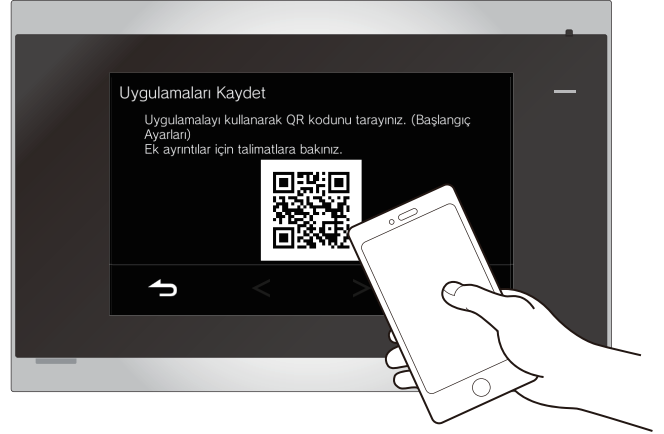 Uygulamaları Kaydet
Uygulamalayı kullanarak QR kodunu tarayınız. (Başlangıç
Ayarları)
Ek ayrıntılar için talimatlara bakınız.